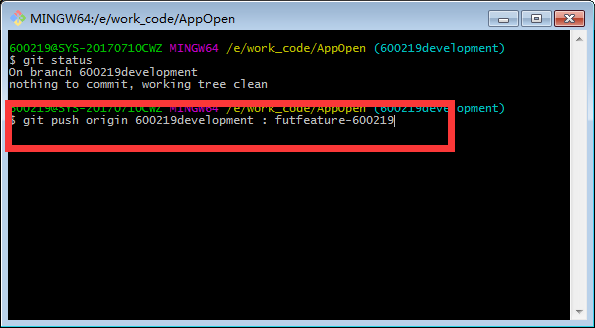 MINGW64:/e/work_code/AppOpen
600219@SYS-20170710CWZ MINGW64 /e/work_code/AppOpen (600219development)
$ git status
On branch 600219development
nothing to commit, working tree clean
600219@SYS-20170710CWZ MINGW64 /e/work_code/AppOpen (600219development)
$ git push origin 600219development : futfeature-600219